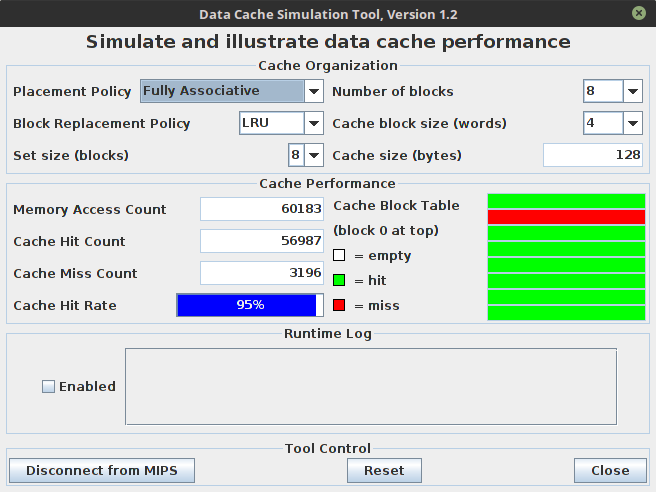 Data Cache Simulation Tool, Version 1.2
Simulate and illustrate data cache performance
Cache Organization
Placement Policy Fully Associative Number of blocks 8
Block Replacement Policy LRU Cache block size (words) 4
Set size (blocks) 8 Cache size (bytes) 128
Cache Performance
Memory Access Count 60183
Cache Hit Count 56987
Cache Miss Count 3196
Cache Hit Rate 95%
Cache Block Table
(block 0 at top)
= empty
= hit
= miss
Runtime Log
Enabled
Tool Control
Disconnect from MIPS Reset Close